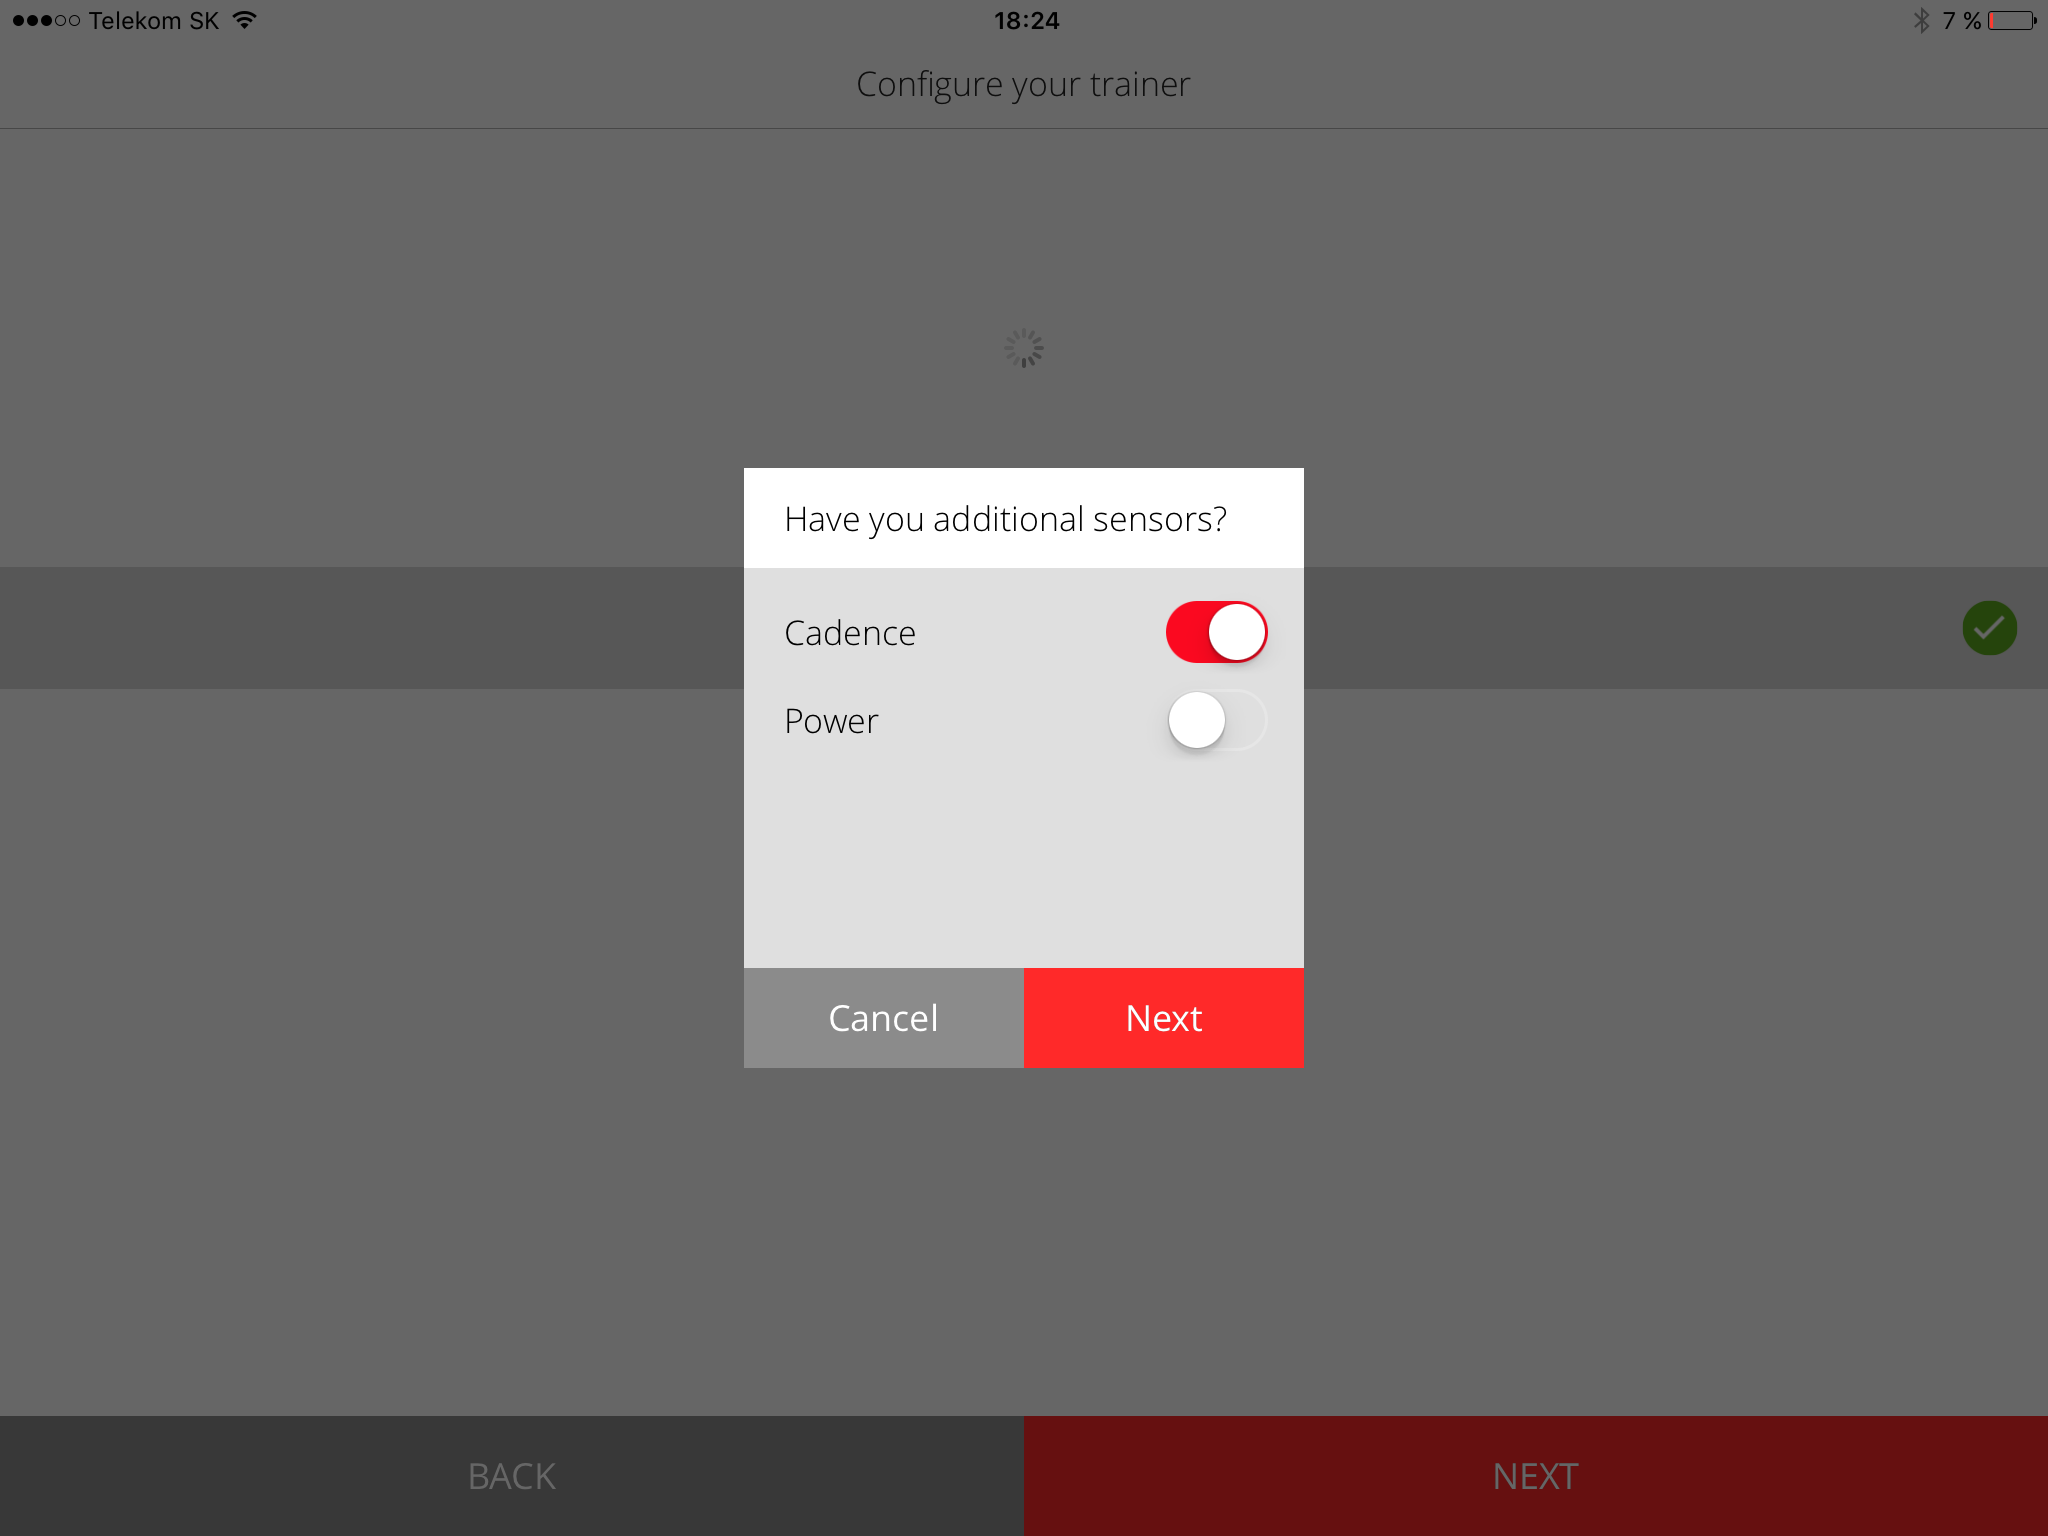 Telekom SK
18:24
7 %
Configure your trainer
Have you additional sensors?
Cadence
Power
Cancel
Next
BACK
NEXT